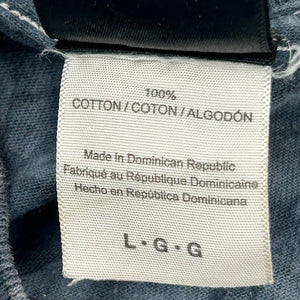 100%
COTTON / COTON / ALGODÓN
Made in Dominican Republic
Fabriqué au République Dominicaine
Hecho en República Dominicana
L · G · G